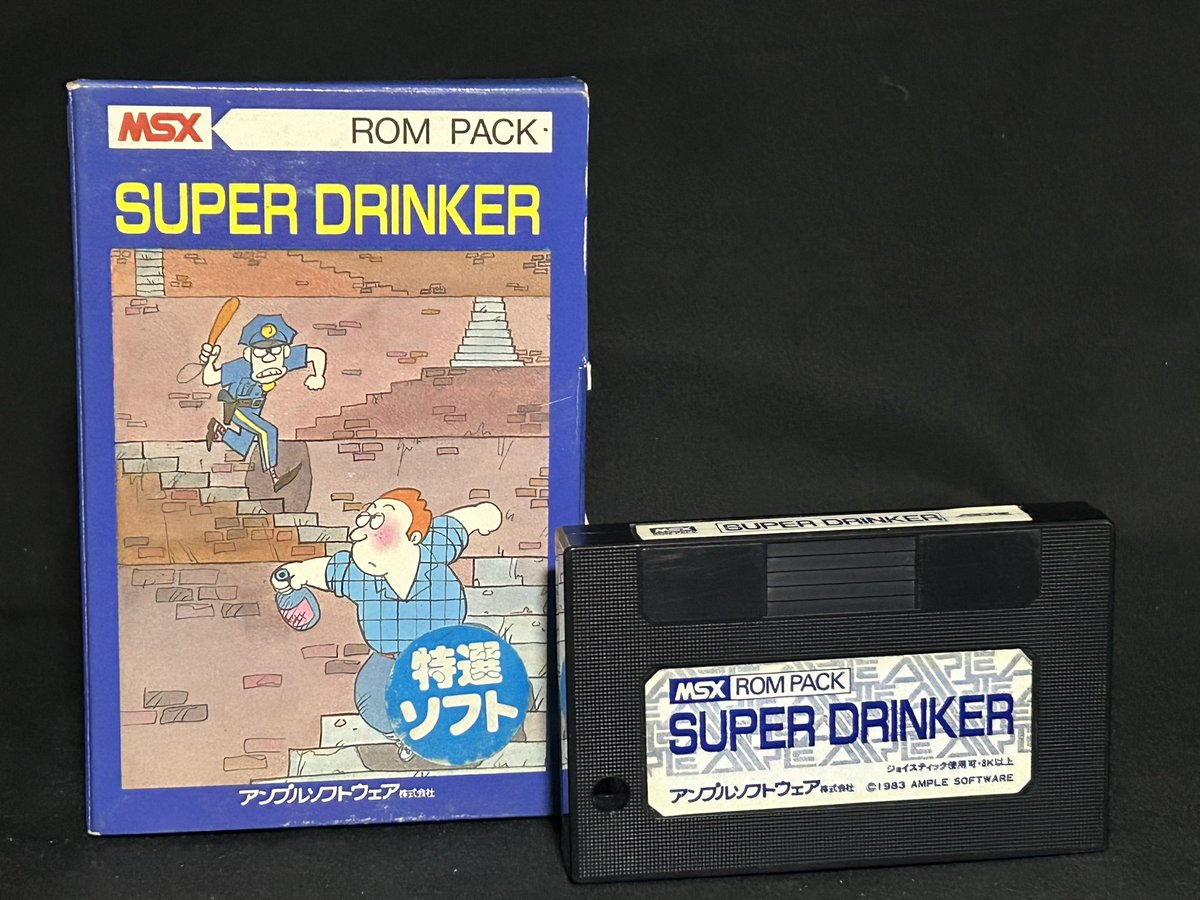 MSX ROM PACK
SUPER DRINKER
特選
ソフト
アンプルソフトウェア株式会社
MSX [SUPER DRINKER]
MSX ROM PACK
SUPER DRINKER
ジョイスティック使用可・8K以上
アンプルソフトウェア株式会社 ©1983 AMPLE SOFTWARE